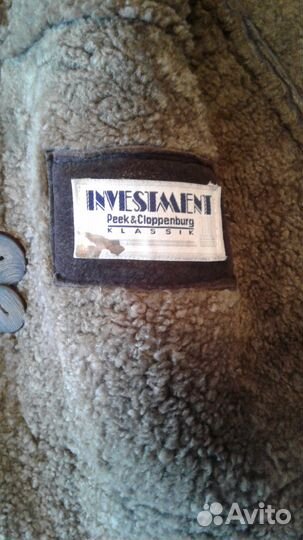 INVESTMENT
Peek&Cloppenburg
KLASSIK
Avito